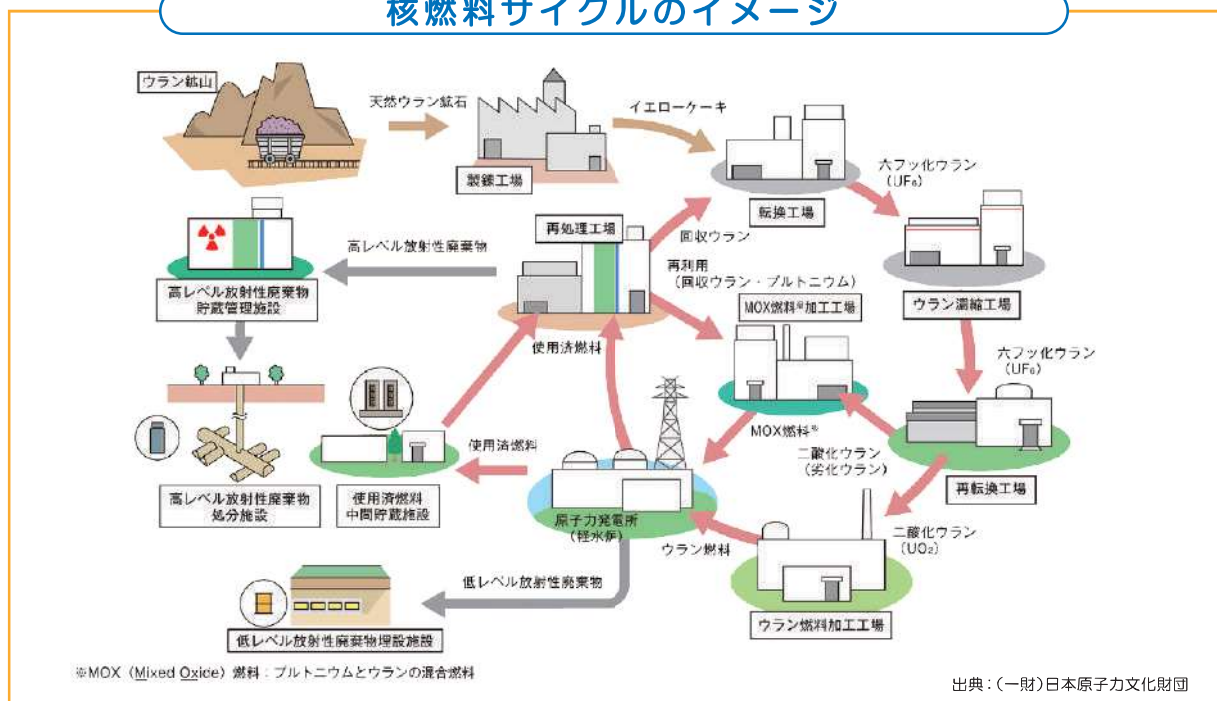 核燃料サイクルのイメージ
ウラン鉱山
天然ウラン鉱石
製錬工場
イエローケーキ
転換工場
六フッ化ウラン
(UF₆)
ウラン濃縮工場
六フッ化ウラン
(UF₆)
再転換工場
二酸化ウラン
(劣化ウラン)
二酸化ウラン
(UO₂)
ウラン燃料加工工場
ウラン燃料
再処理工場
回収ウラン
再利用
(回収ウラン・プルトニウム)
MOX燃料※加工工場
MOX燃料※
使用済燃料
高レベル放射性廃棄物
高レベル放射性廃棄物
貯蔵管理施設
高レベル放射性廃棄物
処分施設
使用済燃料
中間貯蔵施設
使用済燃料
原子力発電所
(軽水炉)
低レベル放射性廃棄物
低レベル放射性廃棄物埋設施設
※MOX(Mixed Oxide)燃料:プルトニウムとウランの混合燃料
出典:(一財)日本原子力文化財団